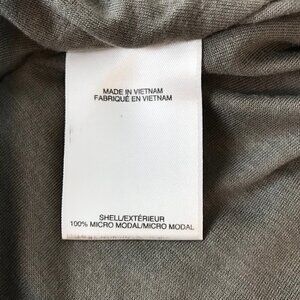 MADE IN VIETNAM
FABRIQUÉ EN VIETNAM
SHELL/EXTÉRIEUR
100% MICRO MODAL/MICRO MODAL